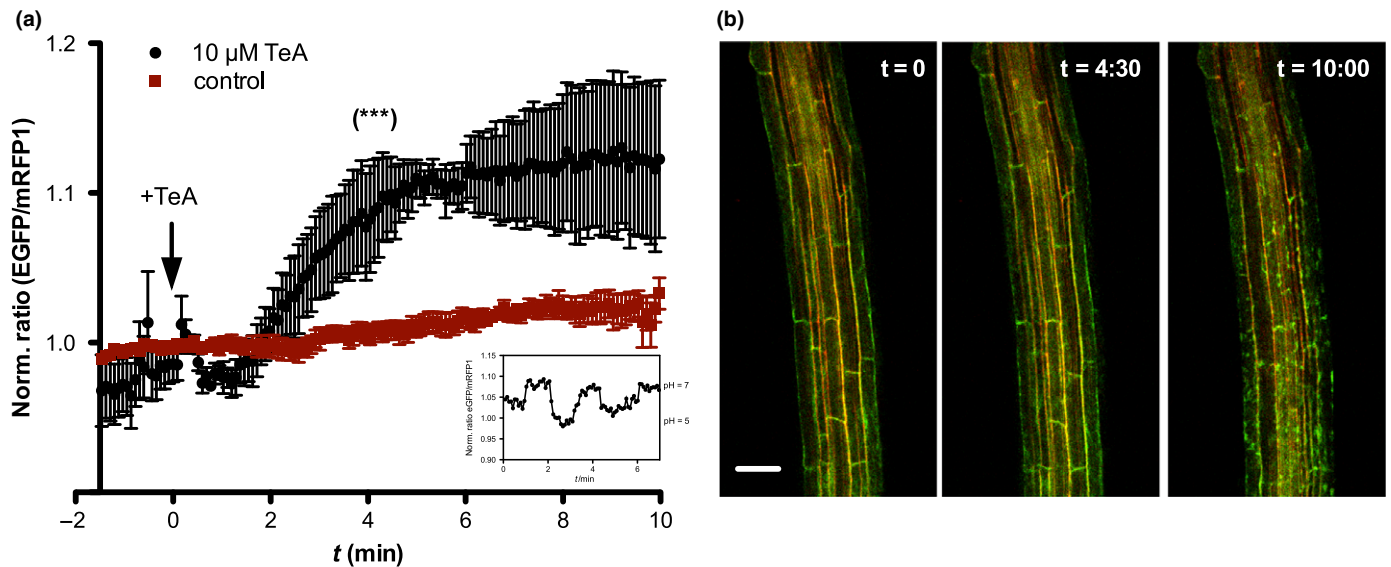 (a)
1.2
1.1
1.0
Norm. ratio (EGFP/mRFP1)
10 µM TeA
control
+TeA
(***)
–2
0
2
4
6
8
10
t (min)
1.15
1.10
1.05
1.00
0.95
0.90
Norm. ratio eGFP/mRFP1
pH = 7
pH = 5
0
2
4
6
t/min
(b)
t = 0
t = 4:30
t = 10:00